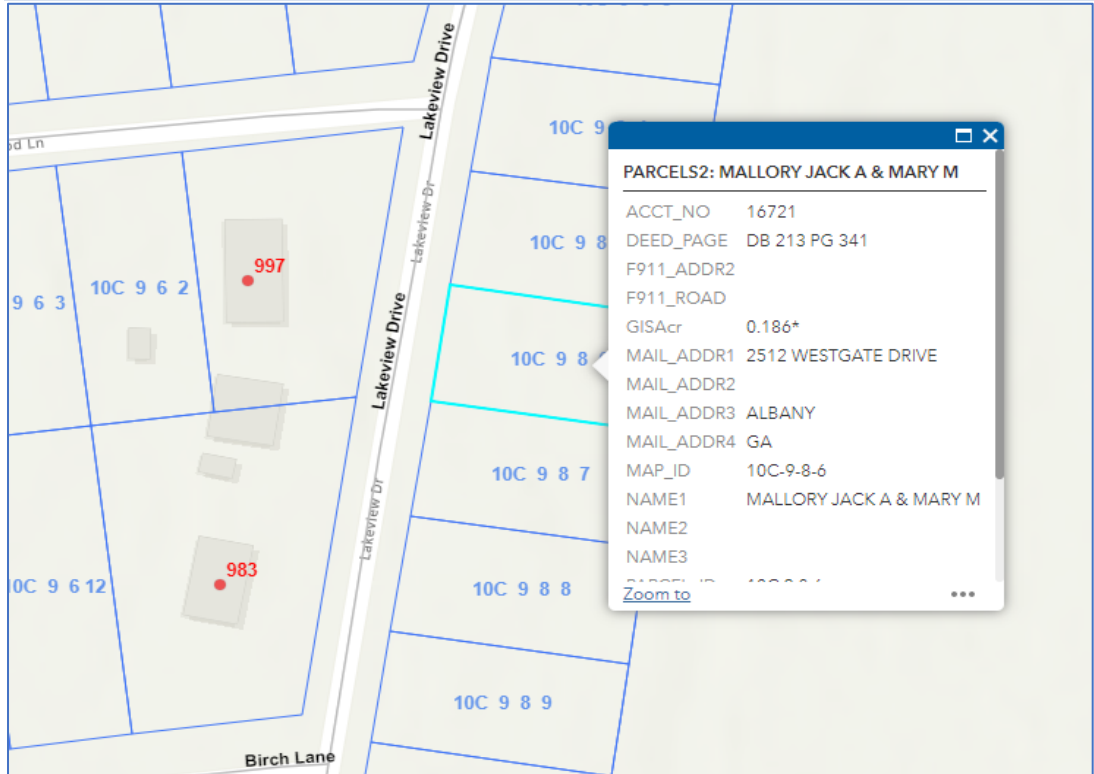 Lakeview Drive
10C 9
od Ln
PARCELS2: MALLORY JACK A & MARY M
ACCT_NO 16721
DEED_PAGE DB 213 PG 341
F911_ADDR2
F911_ROAD
GISAcr 0.186*
MAIL_ADDR1 2512 WESTGATE DRIVE
MAIL_ADDR2
MAIL_ADDR3 ALBANY
MAIL_ADDR4 GA
MAP_ID 10C-9-8-6
NAME1 MALLORY JACK A & MARY M
NAME2
NAME3
Zoom to
Lakeview Dr
10C 9 8
997
10C 9 6 2
9 6 3
Lakeview Drive
10C 9 8
10C 9 8 7
Lakeview Dr
983
10C 9 6 12
10C 9 8 8
10C 9 8 9
Birch Lane